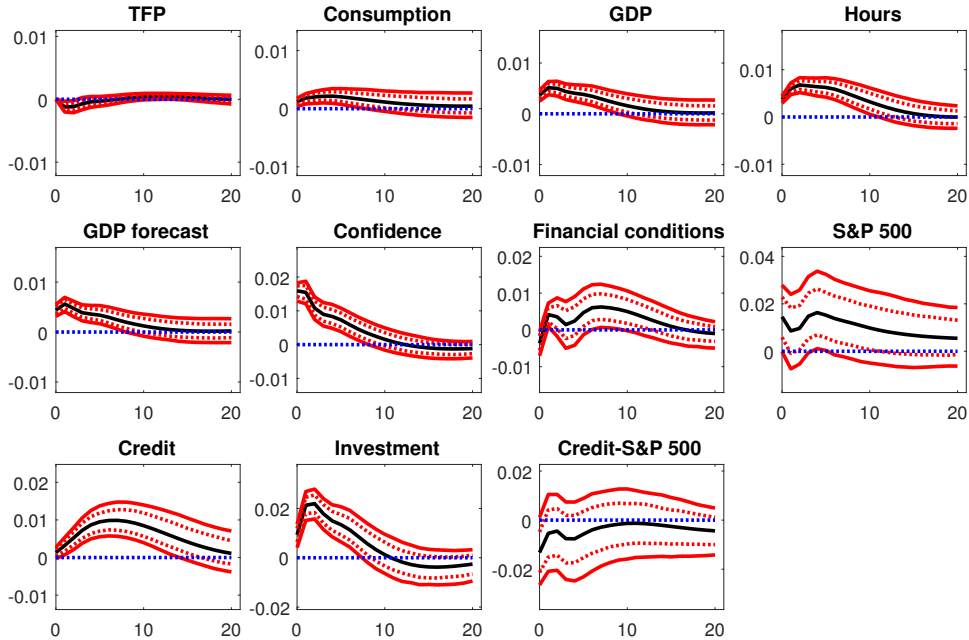 TFP Consumption GDP Hours
0.01 0.01 0.01 0.01
0 0 0 0
-0.01 -0.01 -0.01 -0.01
0 10 20 0 10 20 0 10 20 0 10 20
GDP forecast Confidence Financial conditions S&P 500
0.01 0.02 0.02 0.04
0.01 0.01 0.02
0 0 0 0
-0.01 -0.01 -0.01
0 10 20 0 10 20 0 10 20 0 10 20
Credit Investment Credit-S&P 500
0.02 0.02 0.02
0.01 0 0
0 -0.02 -0.02
-0.01
0 10 20 0 10 20 0 10 20